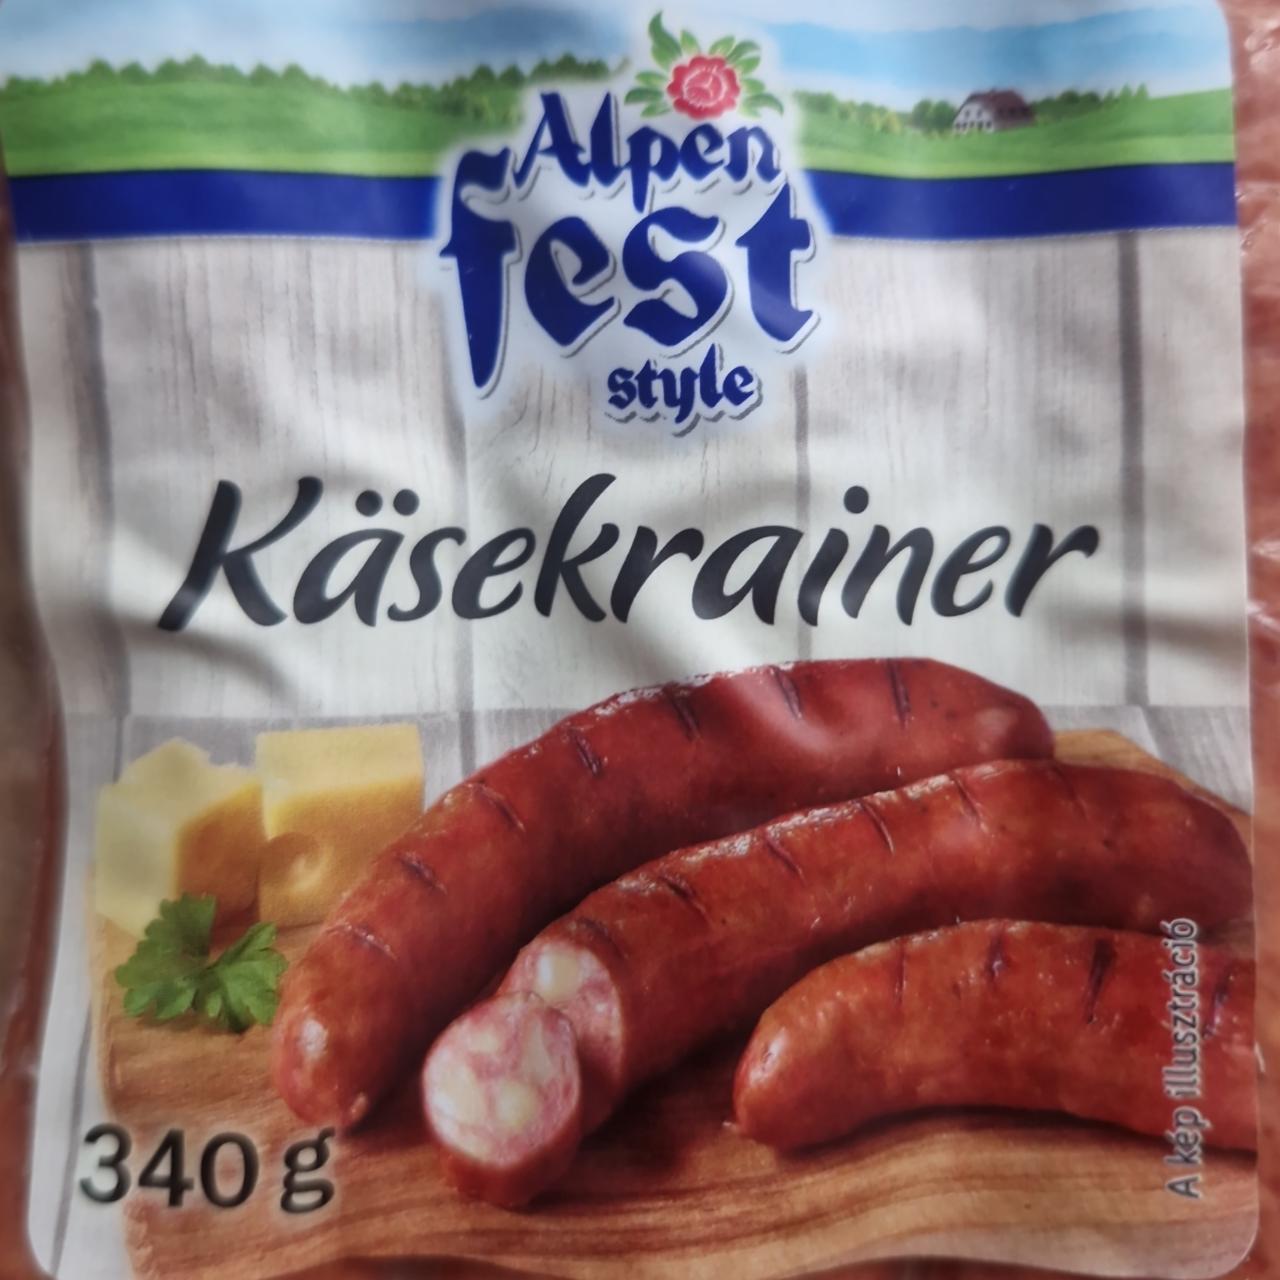 Alpen
fest
style
Käsekrainer
340 g
A kép illusztráció